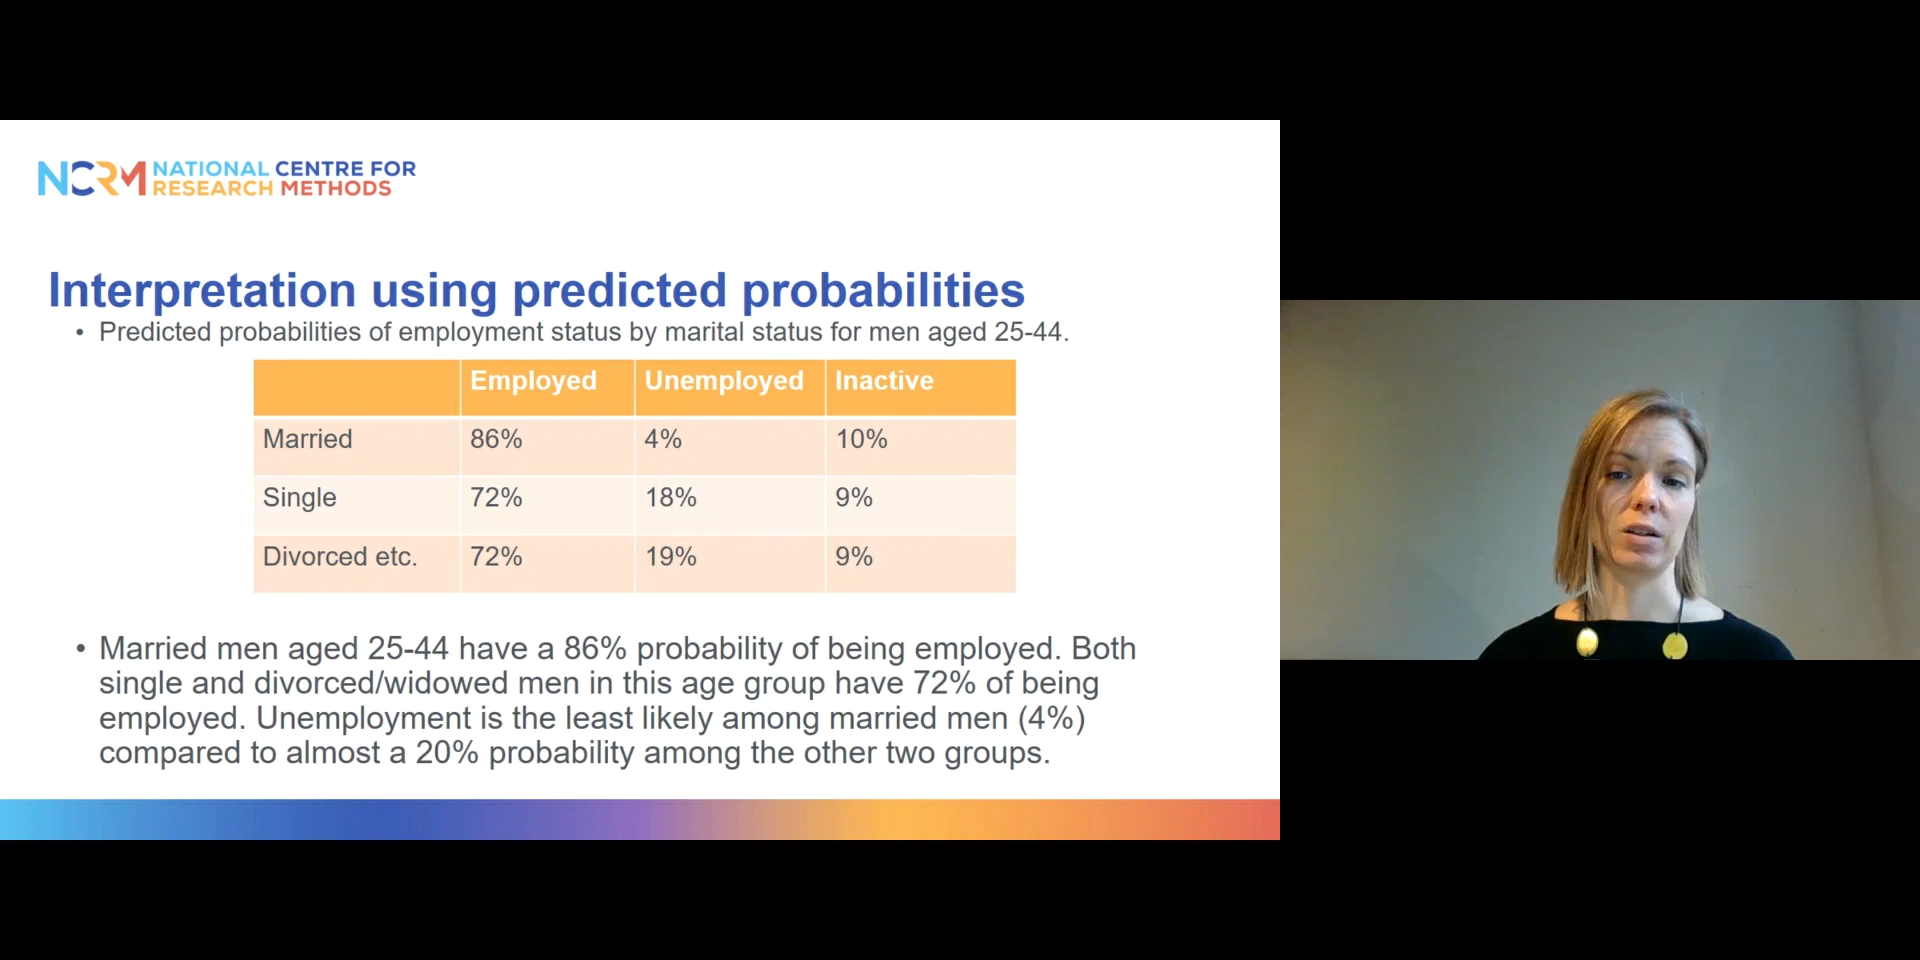 NCRM NATIONAL CENTRE FOR
RESEARCH METHODS
Interpretation using predicted probabilities
• Predicted probabilities of employment status by marital status for men aged 25-44.
Employed Unemployed Inactive
Married 86% 4% 10%
Single 72% 18% 9%
Divorced etc. 72% 19% 9%
• Married men aged 25-44 have a 86% probability of being employed. Both
single and divorced/widowed men in this age group have 72% of being
employed. Unemployment is the least likely among married men (4%)
compared to almost a 20% probability among the other two groups.